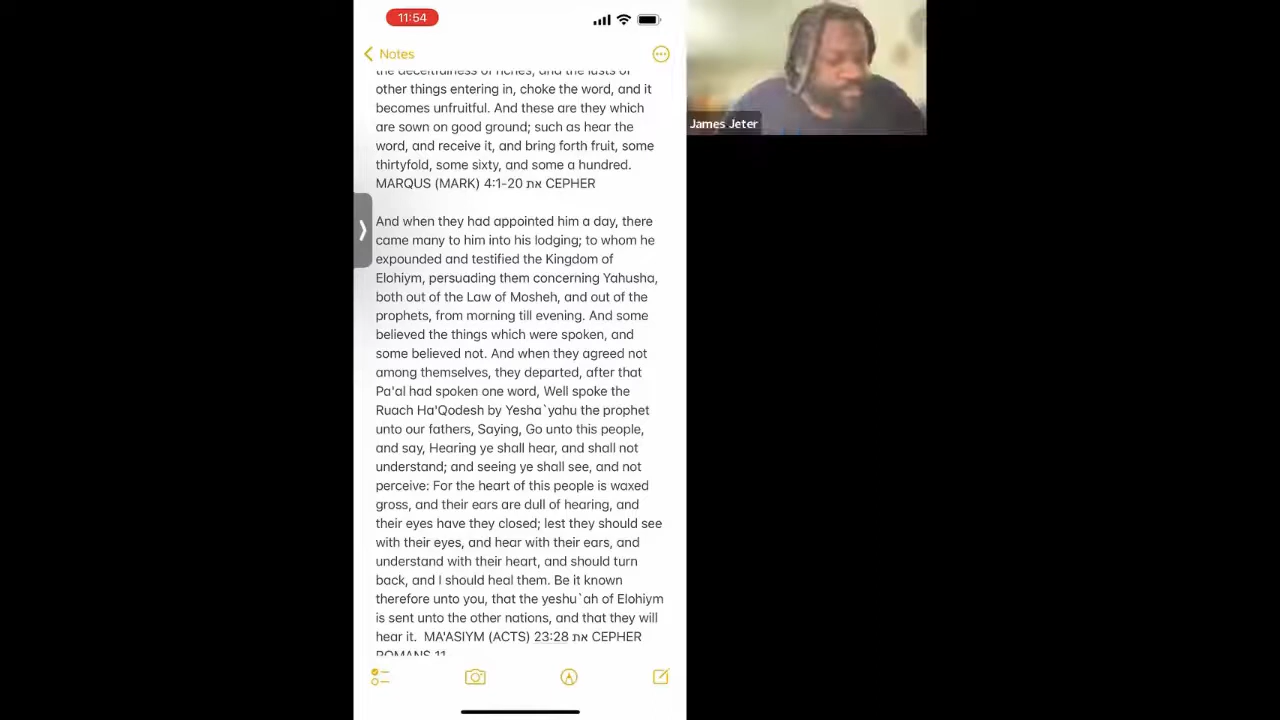 11:54
Notes
the deceitfulness of riches, and the lusts of
other things entering in, choke the word, and it
becomes unfruitful. And these are they which
are sown on good ground; such as hear the
word, and receive it, and bring forth fruit, some
thirtyfold, some sixty, and some a hundred.
MARQUS (MARK) 4:1-20 את CEPHER
And when they had appointed him a day, there
came many to him into his lodging; to whom he
expounded and testified the Kingdom of
Elohiym, persuading them concerning Yahusha,
both out of the Law of Mosheh, and out of the
prophets, from morning till evening. And some
believed the things which were spoken, and
some believed not. And when they agreed not
among themselves, they departed, after that
Pa'al had spoken one word, Well spoke the
Ruach Ha'Qodesh by Yesha`yahu the prophet
unto our fathers, Saying, Go unto this people,
and say, Hearing ye shall hear, and shall not
understand; and seeing ye shall see, and not
perceive: For the heart of this people is waxed
gross, and their ears are dull of hearing, and
their eyes have they closed; lest they should see
with their eyes, and hear with their ears, and
understand with their heart, and should turn
back, and I should heal them. Be it known
therefore unto you, that the yeshu`ah of Elohiym
is sent unto the other nations, and that they will
hear it.  MA'ASIYM (ACTS) 23:28 את CEPHER
ROMANS 11
James Jeter